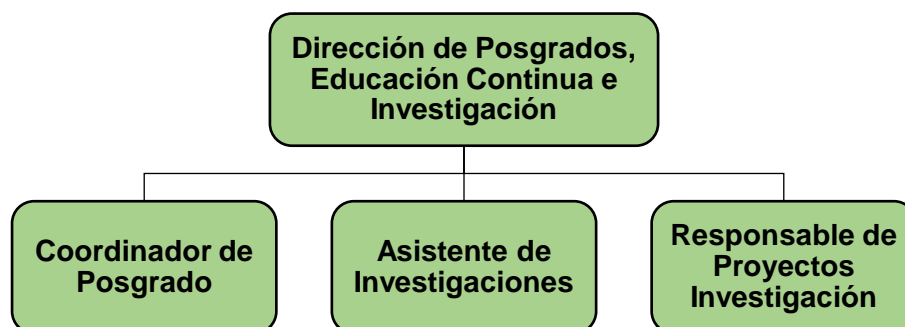 Dirección de Posgrados,
Educación Continua e
Investigación
Coordinador de
Posgrado
Asistente de
Investigaciones
Responsable de
Proyectos
Investigación